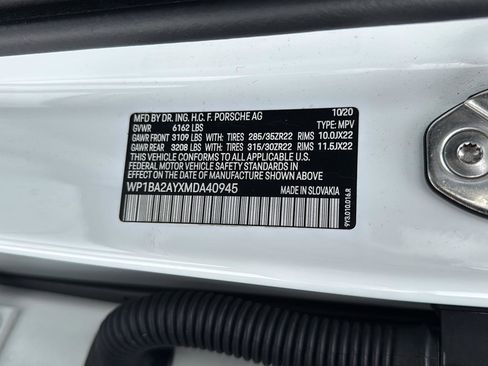 MFD BY DR. ING. H.C. F. PORSCHE AG 10/20
GVWR 6162 LBS TYPE: MPV
GAWR FRONT 3109 LBS WITH TIRES 285/35ZR22 RIMS 10.0JX22
GAWR REAR 3208 LBS WITH TIRES 315/30ZR22 RIMS 11.5JX22
THIS VEHICLE CONFORMS TO ALL APPLICABLE U.S.
FEDERAL MOTOR VEHICLE SAFETY STANDARDS IN
EFFECT ON THE DATE OF MANUFACTURE SHOWN ABOVE
WP1BA2AYXMDA40945 MADE IN SLOVAKIA
9Y3.010.016.R